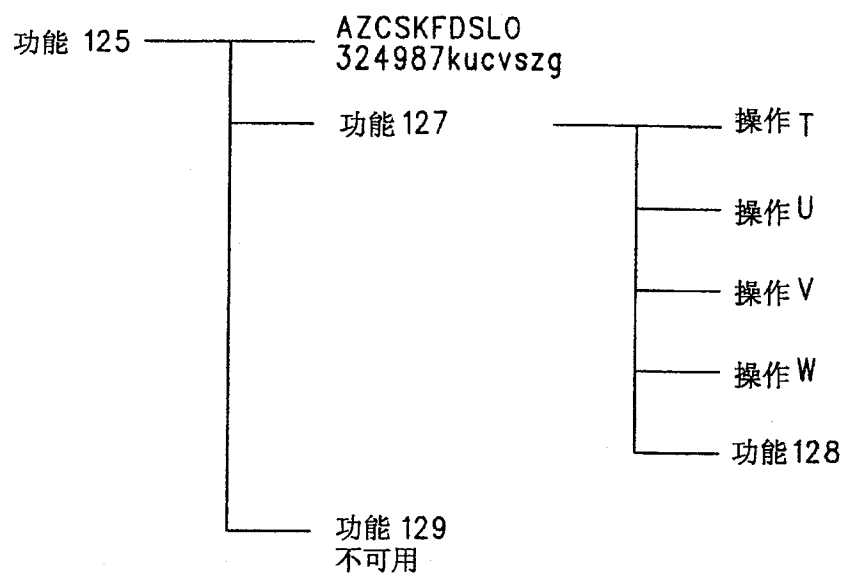 功能 125
AZCSKFDSLO
324987kucvszg
功能 127
操作 T
操作 U
操作 V
操作 W
功能 128
功能 129
不可用